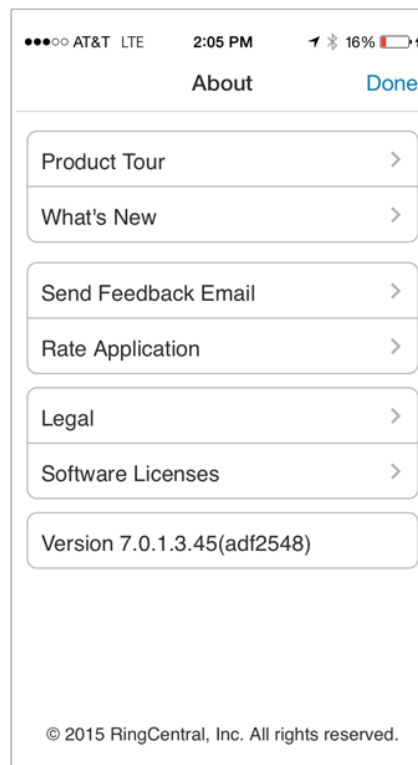 AT&T LTE 2:05 PM 16%
About Done
Product Tour
What's New
Send Feedback Email
Rate Application
Legal
Software Licenses
Version 7.0.1.3.45(adf2548)
© 2015 RingCentral, Inc. All rights reserved.